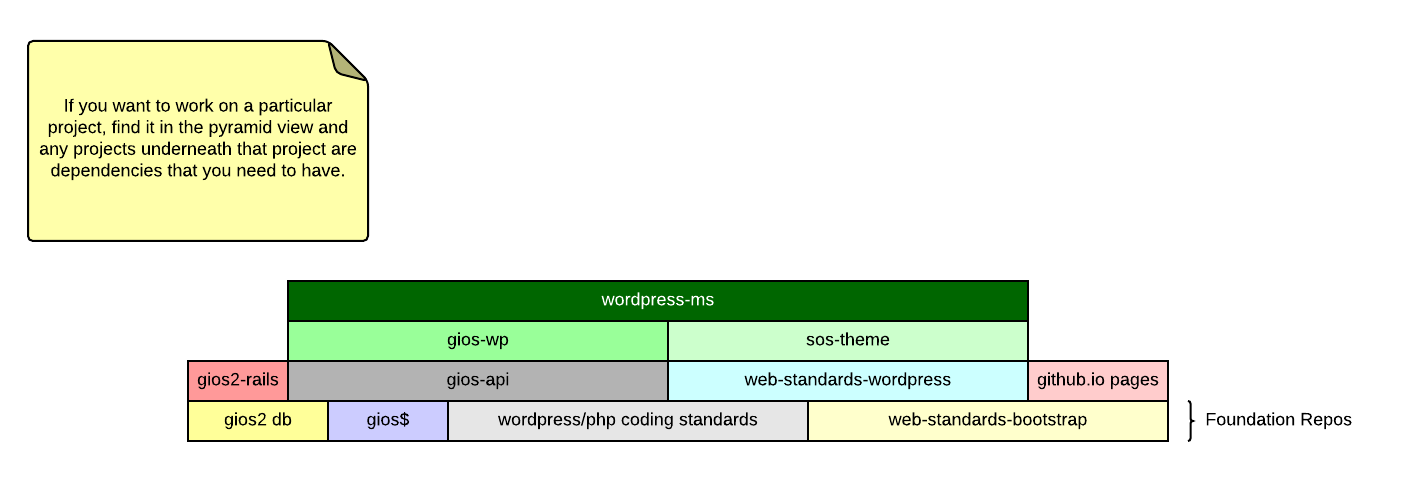 If you want to work on a particular
project, find it in the pyramid view and
any projects underneath that project are
dependencies that you need to have.
wordpress-ms
gios-wp
sos-theme
gios2-rails
gios-api
web-standards-wordpress
github.io pages
gios2 db
gios$
wordpress/php coding standards
web-standards-bootstrap
Foundation Repos